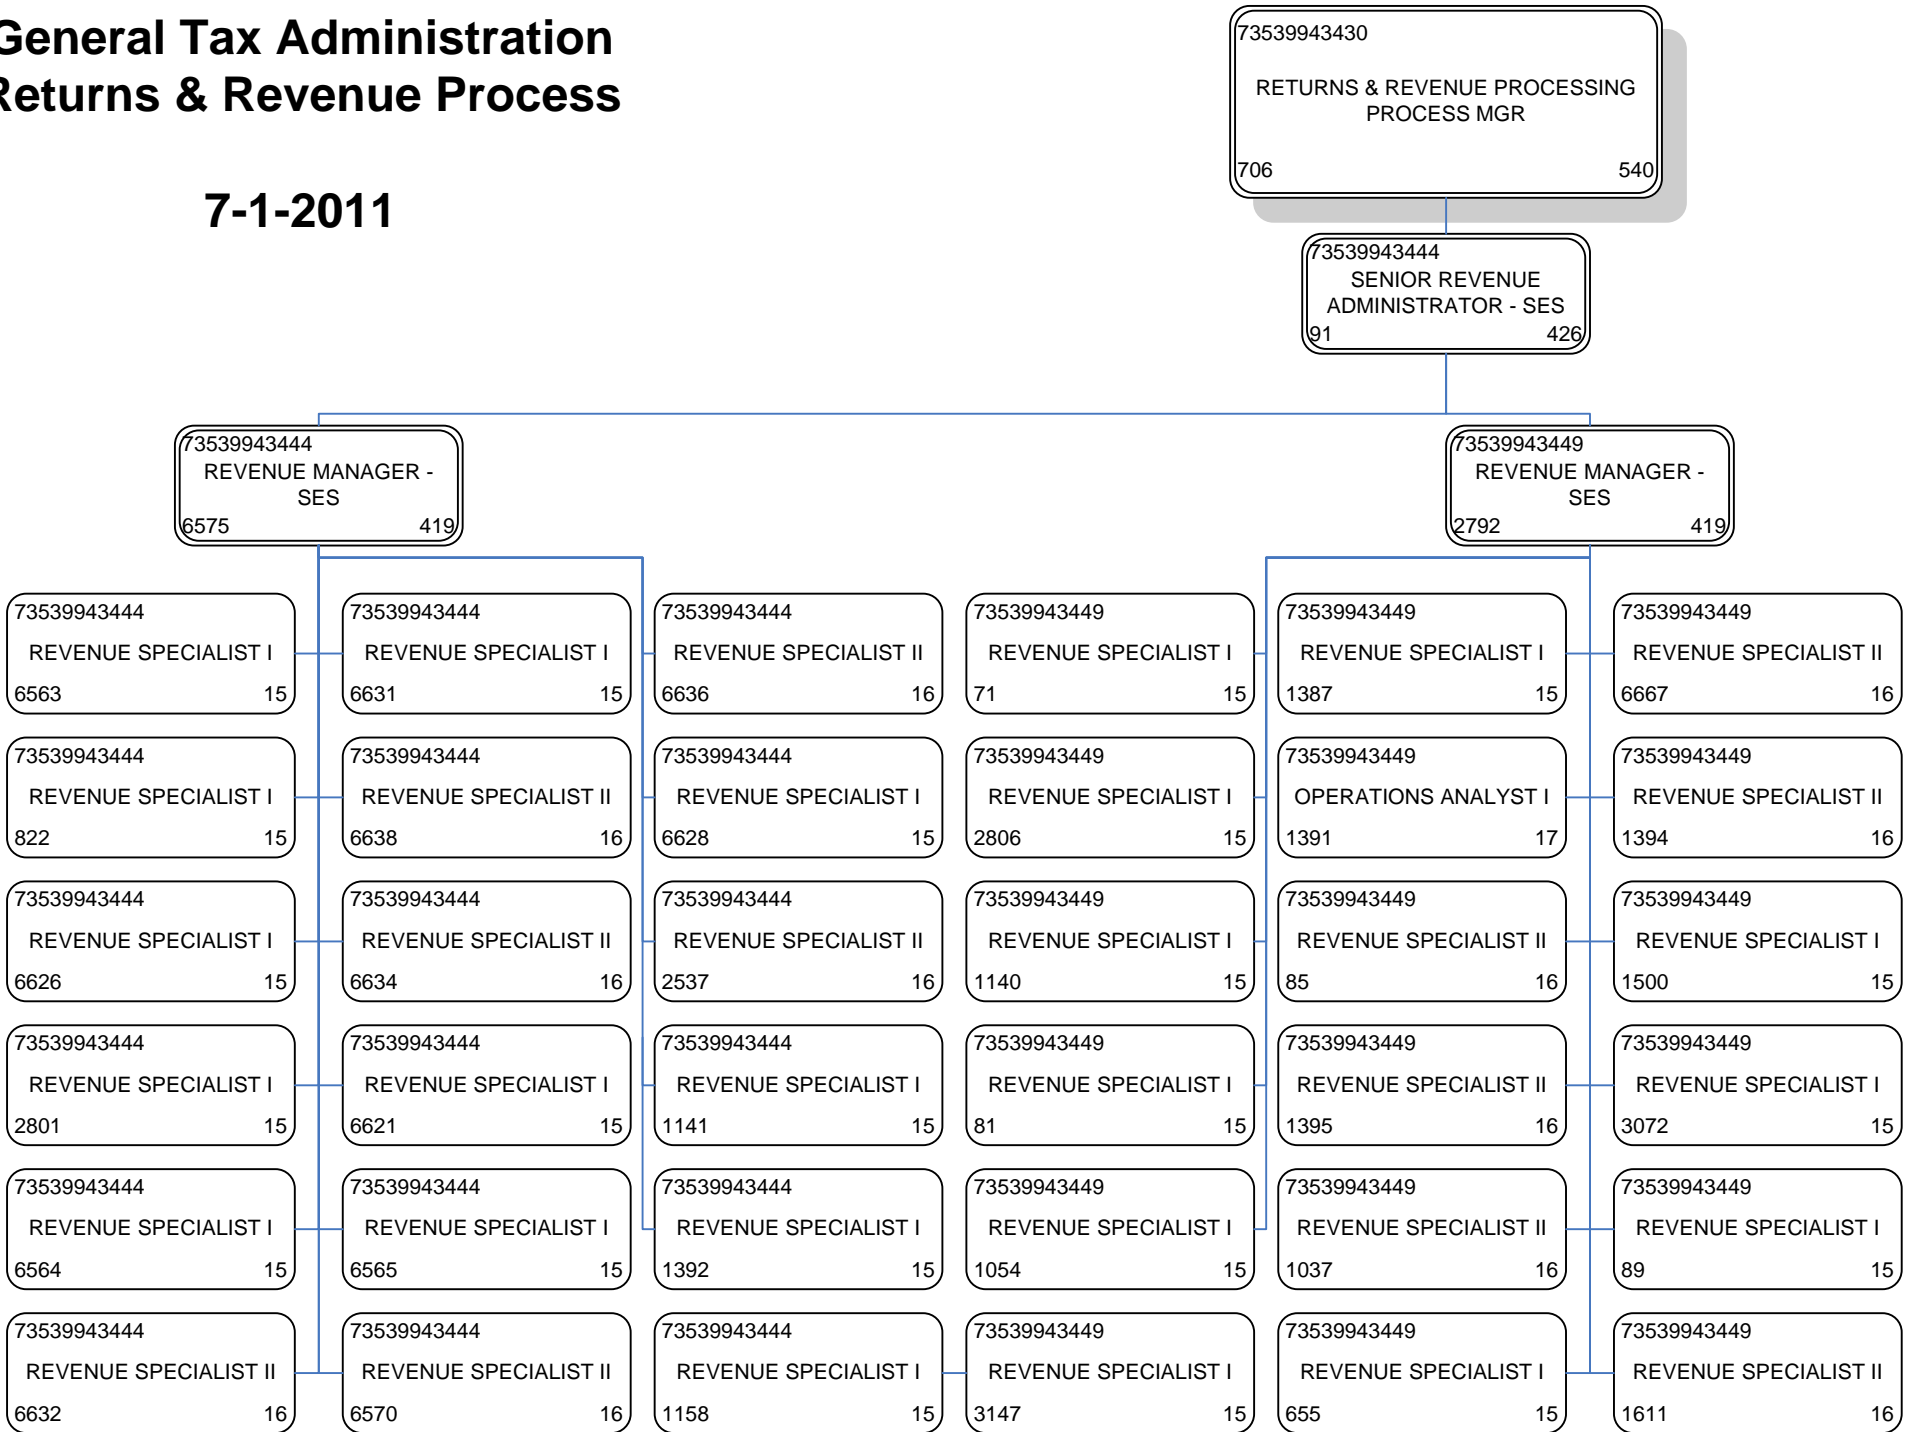 General Tax Administration
Returns & Revenue Process
7-1-2011
73539943430
RETURNS & REVENUE PROCESSING
PROCESS MGR
706 540
73539943444
SENIOR REVENUE
ADMINISTRATOR - SES
91 426
73539943444
REVENUE MANAGER -
SES
6575 419
73539943449
REVENUE MANAGER -
SES
2792 419
73539943444
REVENUE SPECIALIST I
6563 15
73539943444
REVENUE SPECIALIST I
6631 15
73539943444
REVENUE SPECIALIST II
6636 16
73539943449
REVENUE SPECIALIST I
71 15
73539943449
REVENUE SPECIALIST I
1387 15
73539943449
REVENUE SPECIALIST II
6667 16
73539943444
REVENUE SPECIALIST I
822 15
73539943444
REVENUE SPECIALIST II
6638 16
73539943444
REVENUE SPECIALIST I
6628 15
73539943449
REVENUE SPECIALIST I
2806 15
73539943449
OPERATIONS ANALYST I
1391 17
73539943449
REVENUE SPECIALIST II
1394 16
73539943444
REVENUE SPECIALIST I
6626 15
73539943444
REVENUE SPECIALIST II
6634 16
73539943444
REVENUE SPECIALIST II
2537 16
73539943449
REVENUE SPECIALIST I
1140 15
73539943449
REVENUE SPECIALIST II
85 16
73539943449
REVENUE SPECIALIST I
1500 15
73539943444
REVENUE SPECIALIST I
2801 15
73539943444
REVENUE SPECIALIST I
6621 15
73539943444
REVENUE SPECIALIST I
1141 15
73539943449
REVENUE SPECIALIST I
81 15
73539943449
REVENUE SPECIALIST II
1395 16
73539943449
REVENUE SPECIALIST I
3072 15
73539943444
REVENUE SPECIALIST I
6564 15
73539943444
REVENUE SPECIALIST I
6565 15
73539943444
REVENUE SPECIALIST I
1392 15
73539943449
REVENUE SPECIALIST I
1054 15
73539943449
REVENUE SPECIALIST II
1037 16
73539943449
REVENUE SPECIALIST I
89 15
73539943444
REVENUE SPECIALIST II
6632 16
73539943444
REVENUE SPECIALIST II
6570 16
73539943444
REVENUE SPECIALIST I
1158 15
73539943449
REVENUE SPECIALIST I
3147 15
73539943449
REVENUE SPECIALIST I
655 15
73539943449
REVENUE SPECIALIST II
1611 16